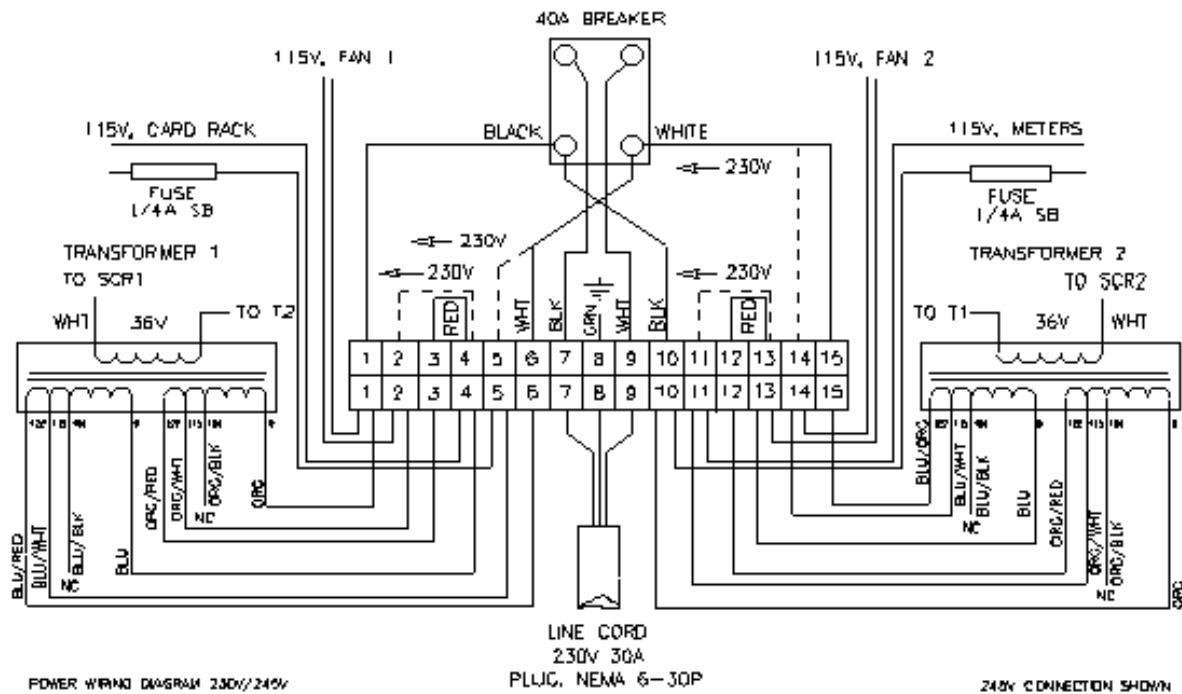 40A BREAKER
115V, FAN 1
115V, FAN 2
115V, CARD RACK
BLACK
WHITE
115V, METERS
230V
FUSE
1/4A SB
FUSE
1/4A SB
230V
TRANSFORMER 1
230V
230V
TRANSFORMER 2
TO SCR1
TO SCR2
WHT
36V
TO T2
RED
WHT
BLK
GRN
WHT
BLK
RED
TO T1
36V
WHT
1 2 3 4 5 6 7 8 9 10 11 12 13 14 15
1 2 3 4 5 6 7 8 9 10 11 12 13 14 15
BLU/RED
BLU/WHT
NC
BLU/BLK
BLU
ORG/RED
ORG/WHT
NC
ORG/BLK
ORG
BLU/ORG
BLU/WHT
NC
BLU/BLK
BLU
ORG/RED
ORG/WHT
NC
ORG/BLK
ORG
LINE CORD
230V 30A
PLUG, NEMA 6-30P
POWER WIRING DIAGRAM 230V/245V
CONNECTION SHOWN